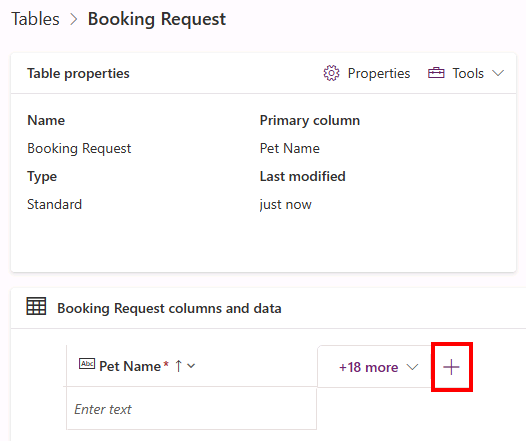 Tables > Booking Request
Table properties Properties Tools
Name Primary column
Booking Request Pet Name
Type Last modified
Standard just now
Booking Request columns and data
Abc Pet Name * ↑ +18 more +
Enter text